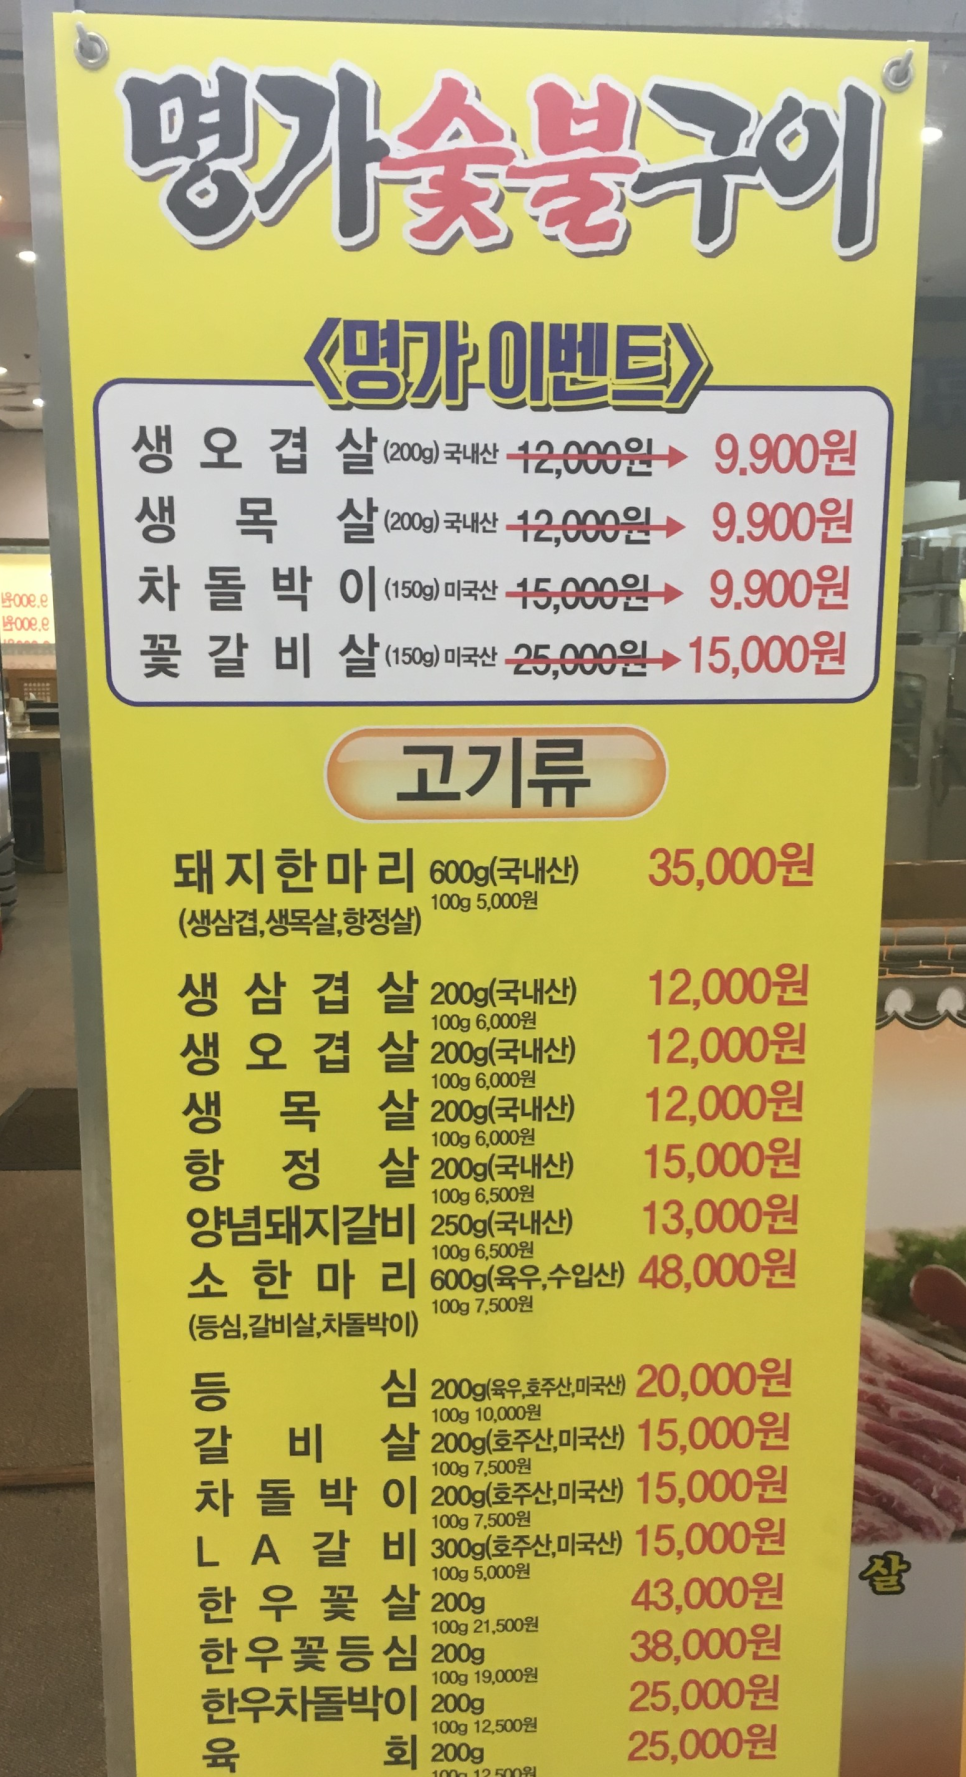 명가숯불구이
<명가 이벤트>
생오겹살 (200g) 국내산 12,000원 → 9.900원
생목살 (200g) 국내산 12,000원 → 9.900원
차돌박이 (150g) 미국산 15,000원 → 9.900원
꽃갈비살 (150g) 미국산 25,000원 → 15,000원
고기류
돼지한마리 600g(국내산) 35,000원
100g 5,000원
(생삼겹,생목살,항정살)
생삼겹살 200g(국내산) 12,000원
100g 6,000원
생오겹살 200g(국내산) 12,000원
100g 6,000원
생목살 200g(국내산) 12,000원
100g 6,000원
항정살 200g(국내산) 15,000원
100g 6,500원
양념돼지갈비 250g(국내산) 13,000원
100g 6,500원
소한마리 600g(육우,수입산) 48,000원
100g 7,500원
(등심,갈비살,차돌박이)
등심 200g(육우,호주산,미국산) 20,000원
100g 10,000원
갈비살 200g(호주산,미국산) 15,000원
100g 7,500원
차돌박이 200g(호주산,미국산) 15,000원
100g 7,500원
LA갈비 300g(호주산,미국산) 15,000원
100g 5,000원
한우꽃살 200g 43,000원
100g 21,500원
한우꽃등심 200g 38,000원
100g 19,000원
한우차돌박이 200g 25,000원
100g 12,500원
육회 200g 25,000원
100g 12,500원
살